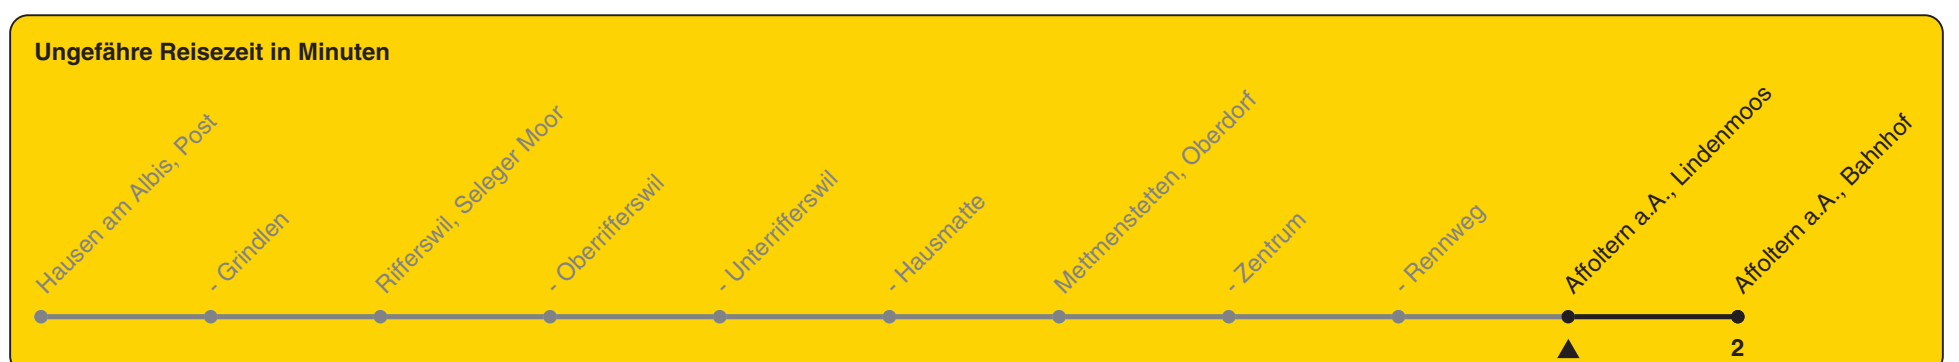 Ungefähre Reisezeit in Minuten
Hausen am Albis, Post
- Grindlen
Rifferswil, Seleger Moor
- Oberrifferswil
- Unterrifferswil
- Hausmatte
Mettmenstetten, Oberdorf
- Zentrum
- Rennweg
Affoltern a.A., Lindenmoos
Affoltern a.A., Bahnhof
2